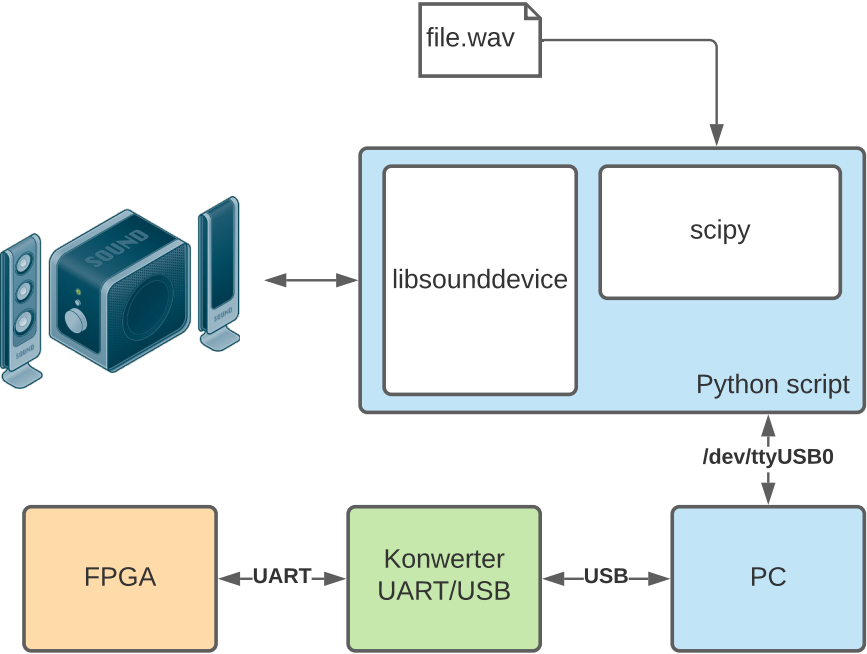 file.wav
scipy
libsounddevice
SOUND
SOUND
SOUND
Python script
/dev/ttyUSB0
FPGA
UART
Konwerter
UART/USB
USB
PC